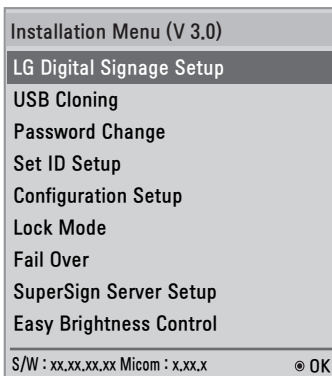 Installation Menu (V 3.0)
LG Digital Signage Setup
USB Cloning
Password Change
Set ID Setup
Configuration Setup
Lock Mode
Fail Over
SuperSign Server Setup
Easy Brightness Control
S/W : xx.xx.xx.xx Micom : x.xx.x ◉ OK